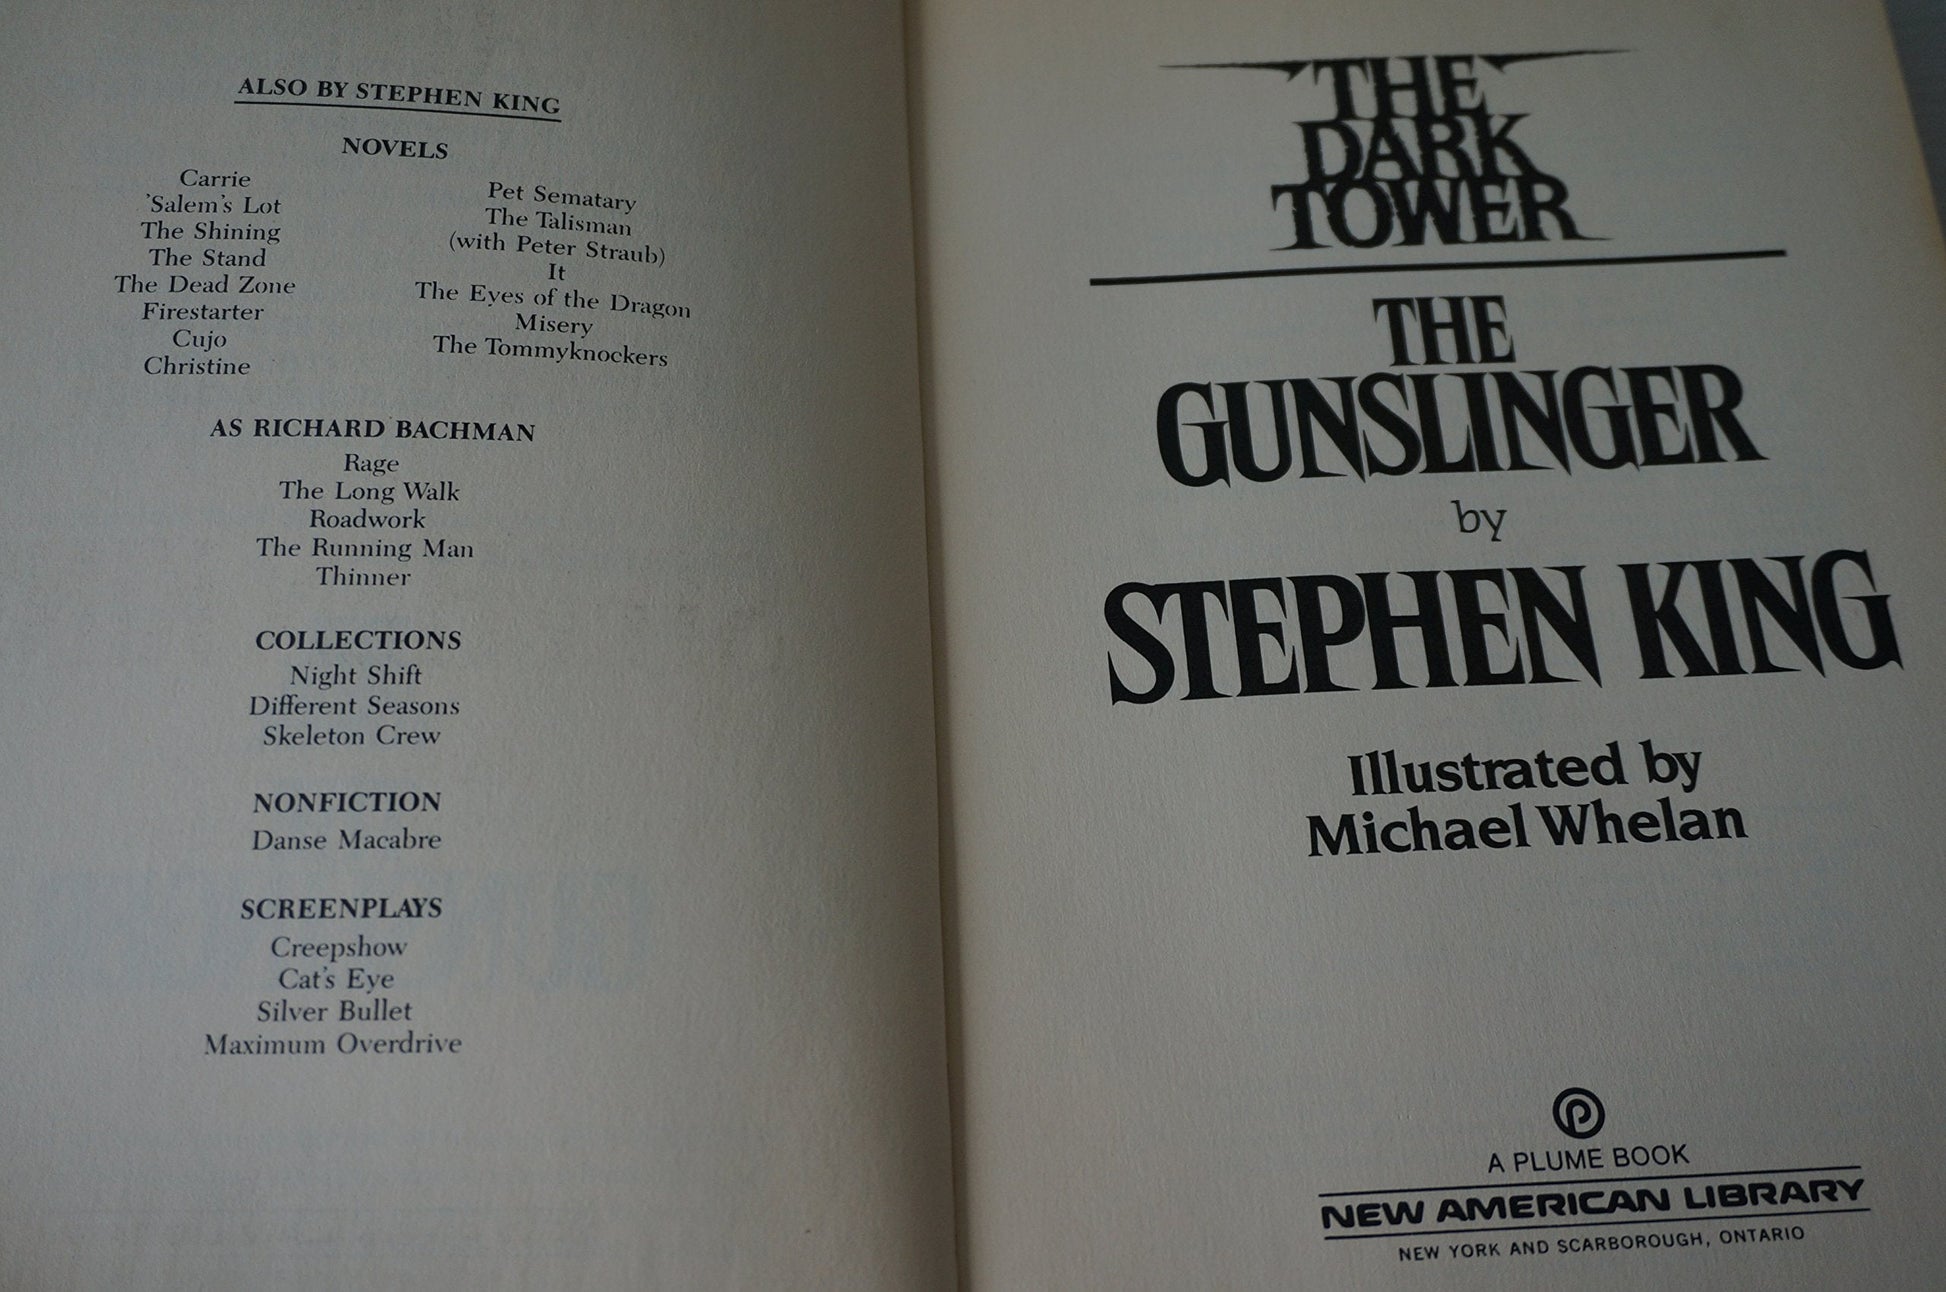 ALSO BY STEPHEN KING
NOVELS
Carrie
'Salem's Lot
The Shining
The Stand
The Dead Zone
Firestarter
Cujo
Christine
Pet Sematary
The Talisman
(with Peter Straub)
It
The Eyes of the Dragon
Misery
The Tommyknockers
AS RICHARD BACHMAN
Rage
The Long Walk
Roadwork
The Running Man
Thinner
COLLECTIONS
Night Shift
Different Seasons
Skeleton Crew
NONFICTION
Danse Macabre
SCREENPLAYS
Creepshow
Cat's Eye
Silver Bullet
Maximum Overdrive
THE
DARK
TOWER
THE
GUNSLINGER
by
STEPHEN KING
Illustrated by
Michael Whelan
P
A PLUME BOOK
NEW AMERICAN LIBRARY
NEW YORK AND SCARBOROUGH, ONTARIO